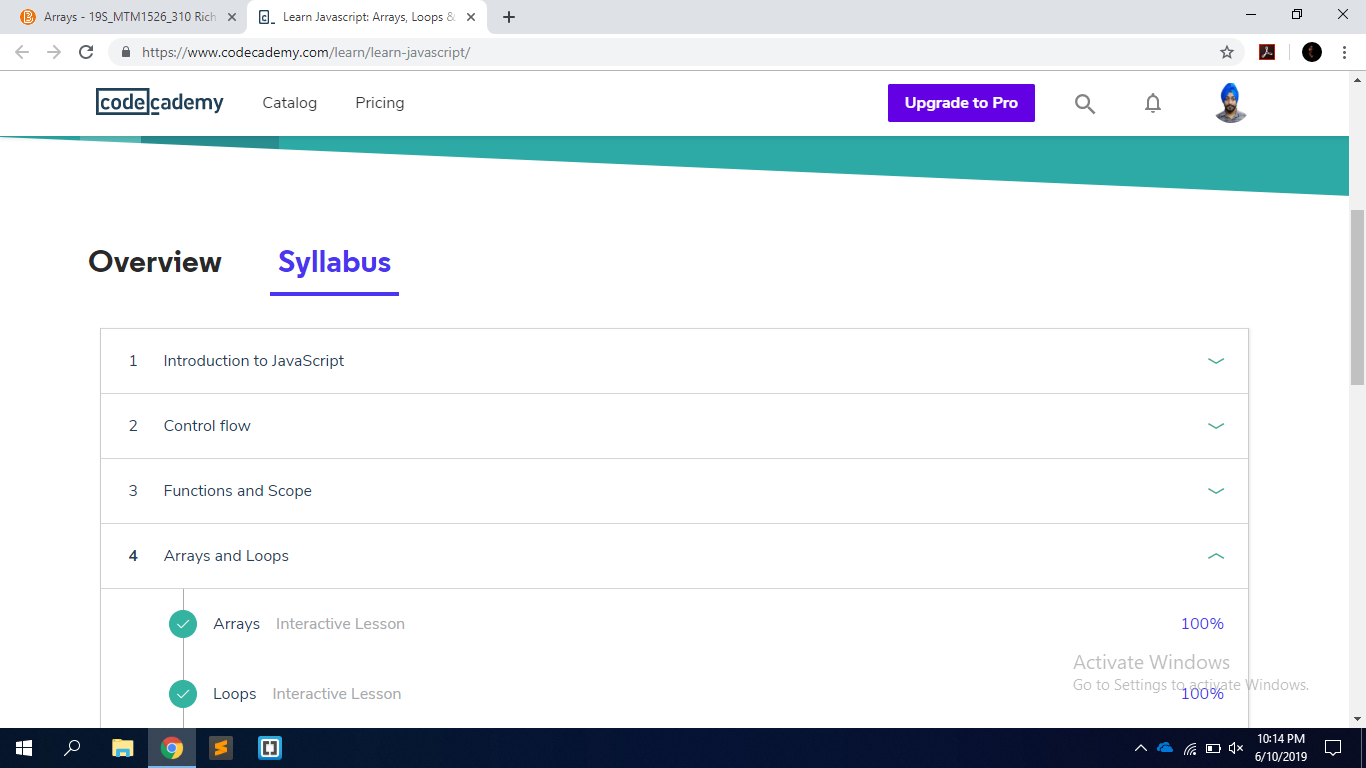 Arrays - 19S_MTM1526_310 Rich
Learn Javascript: Arrays, Loops &
https://www.codecademy.com/learn/learn-javascript/
codecademy
Catalog
Pricing
Upgrade to Pro
Overview
Syllabus
1 Introduction to JavaScript
2 Control flow
3 Functions and Scope
4 Arrays and Loops
Arrays Interactive Lesson 100%
Activate Windows
Go to Settings to activate Windows.
Loops Interactive Lesson 100%
10:14 PM
6/10/2019